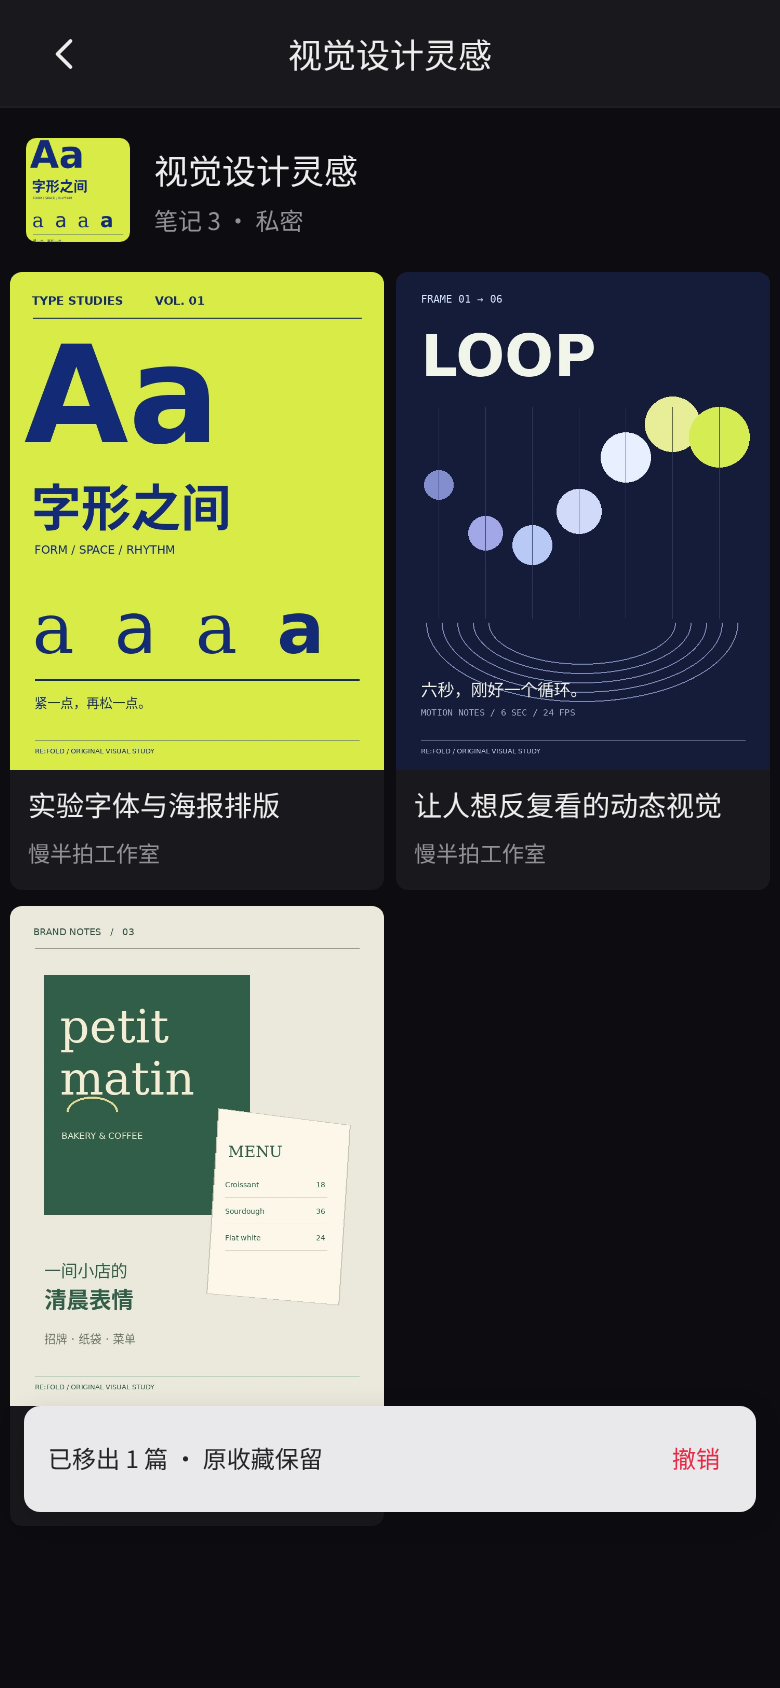 视觉设计灵感
Aa
字形之间
a a a a
视觉设计灵感
笔记 3 · 私密
TYPE STUDIES VOL. 01
Aa
字形之间
FORM / SPACE / RHYTHM
a a a a
紧一点，再松一点。
RE:FOLD / ORIGINAL VISUAL STUDY
实验字体与海报排版
慢半拍工作室
FRAME 01 → 06
LOOP
六秒，刚好一个循环。
MOTION NOTES / 6 SEC / 24 FPS
RE:FOLD / ORIGINAL VISUAL STUDY
让人想反复看的动态视觉
慢半拍工作室
BRAND NOTES / 03
petit
matin
BAKERY & COFFEE
MENU
Croissant 18
Sourdough 36
Flat white 24
一间小店的
清晨表情
招牌 · 纸袋 · 菜单
RE:FOLD / ORIGINAL VISUAL STUDY
已移出 1 篇 · 原收藏保留
撤销